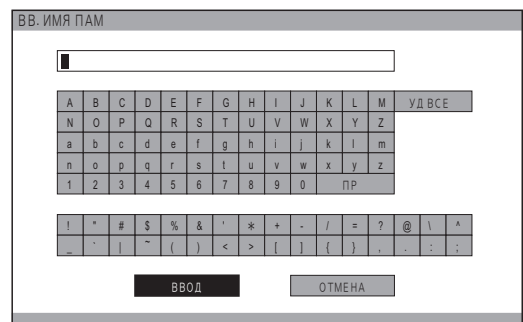 ВВ. ИМЯ ПАМ
A B C D E F G H I J K L M УД ВСЕ
N O P Q R S T U V W X Y Z
a b c d e f g h i j k l m
n o p q r s t u v w x y z
1 2 3 4 5 6 7 8 9 0 ПР
! " # $ % & ' * + - / = ? @ \ ^
_ ` | ~ ( ) < > [ ] { } , . : ;
ВВОД ОТМЕНА